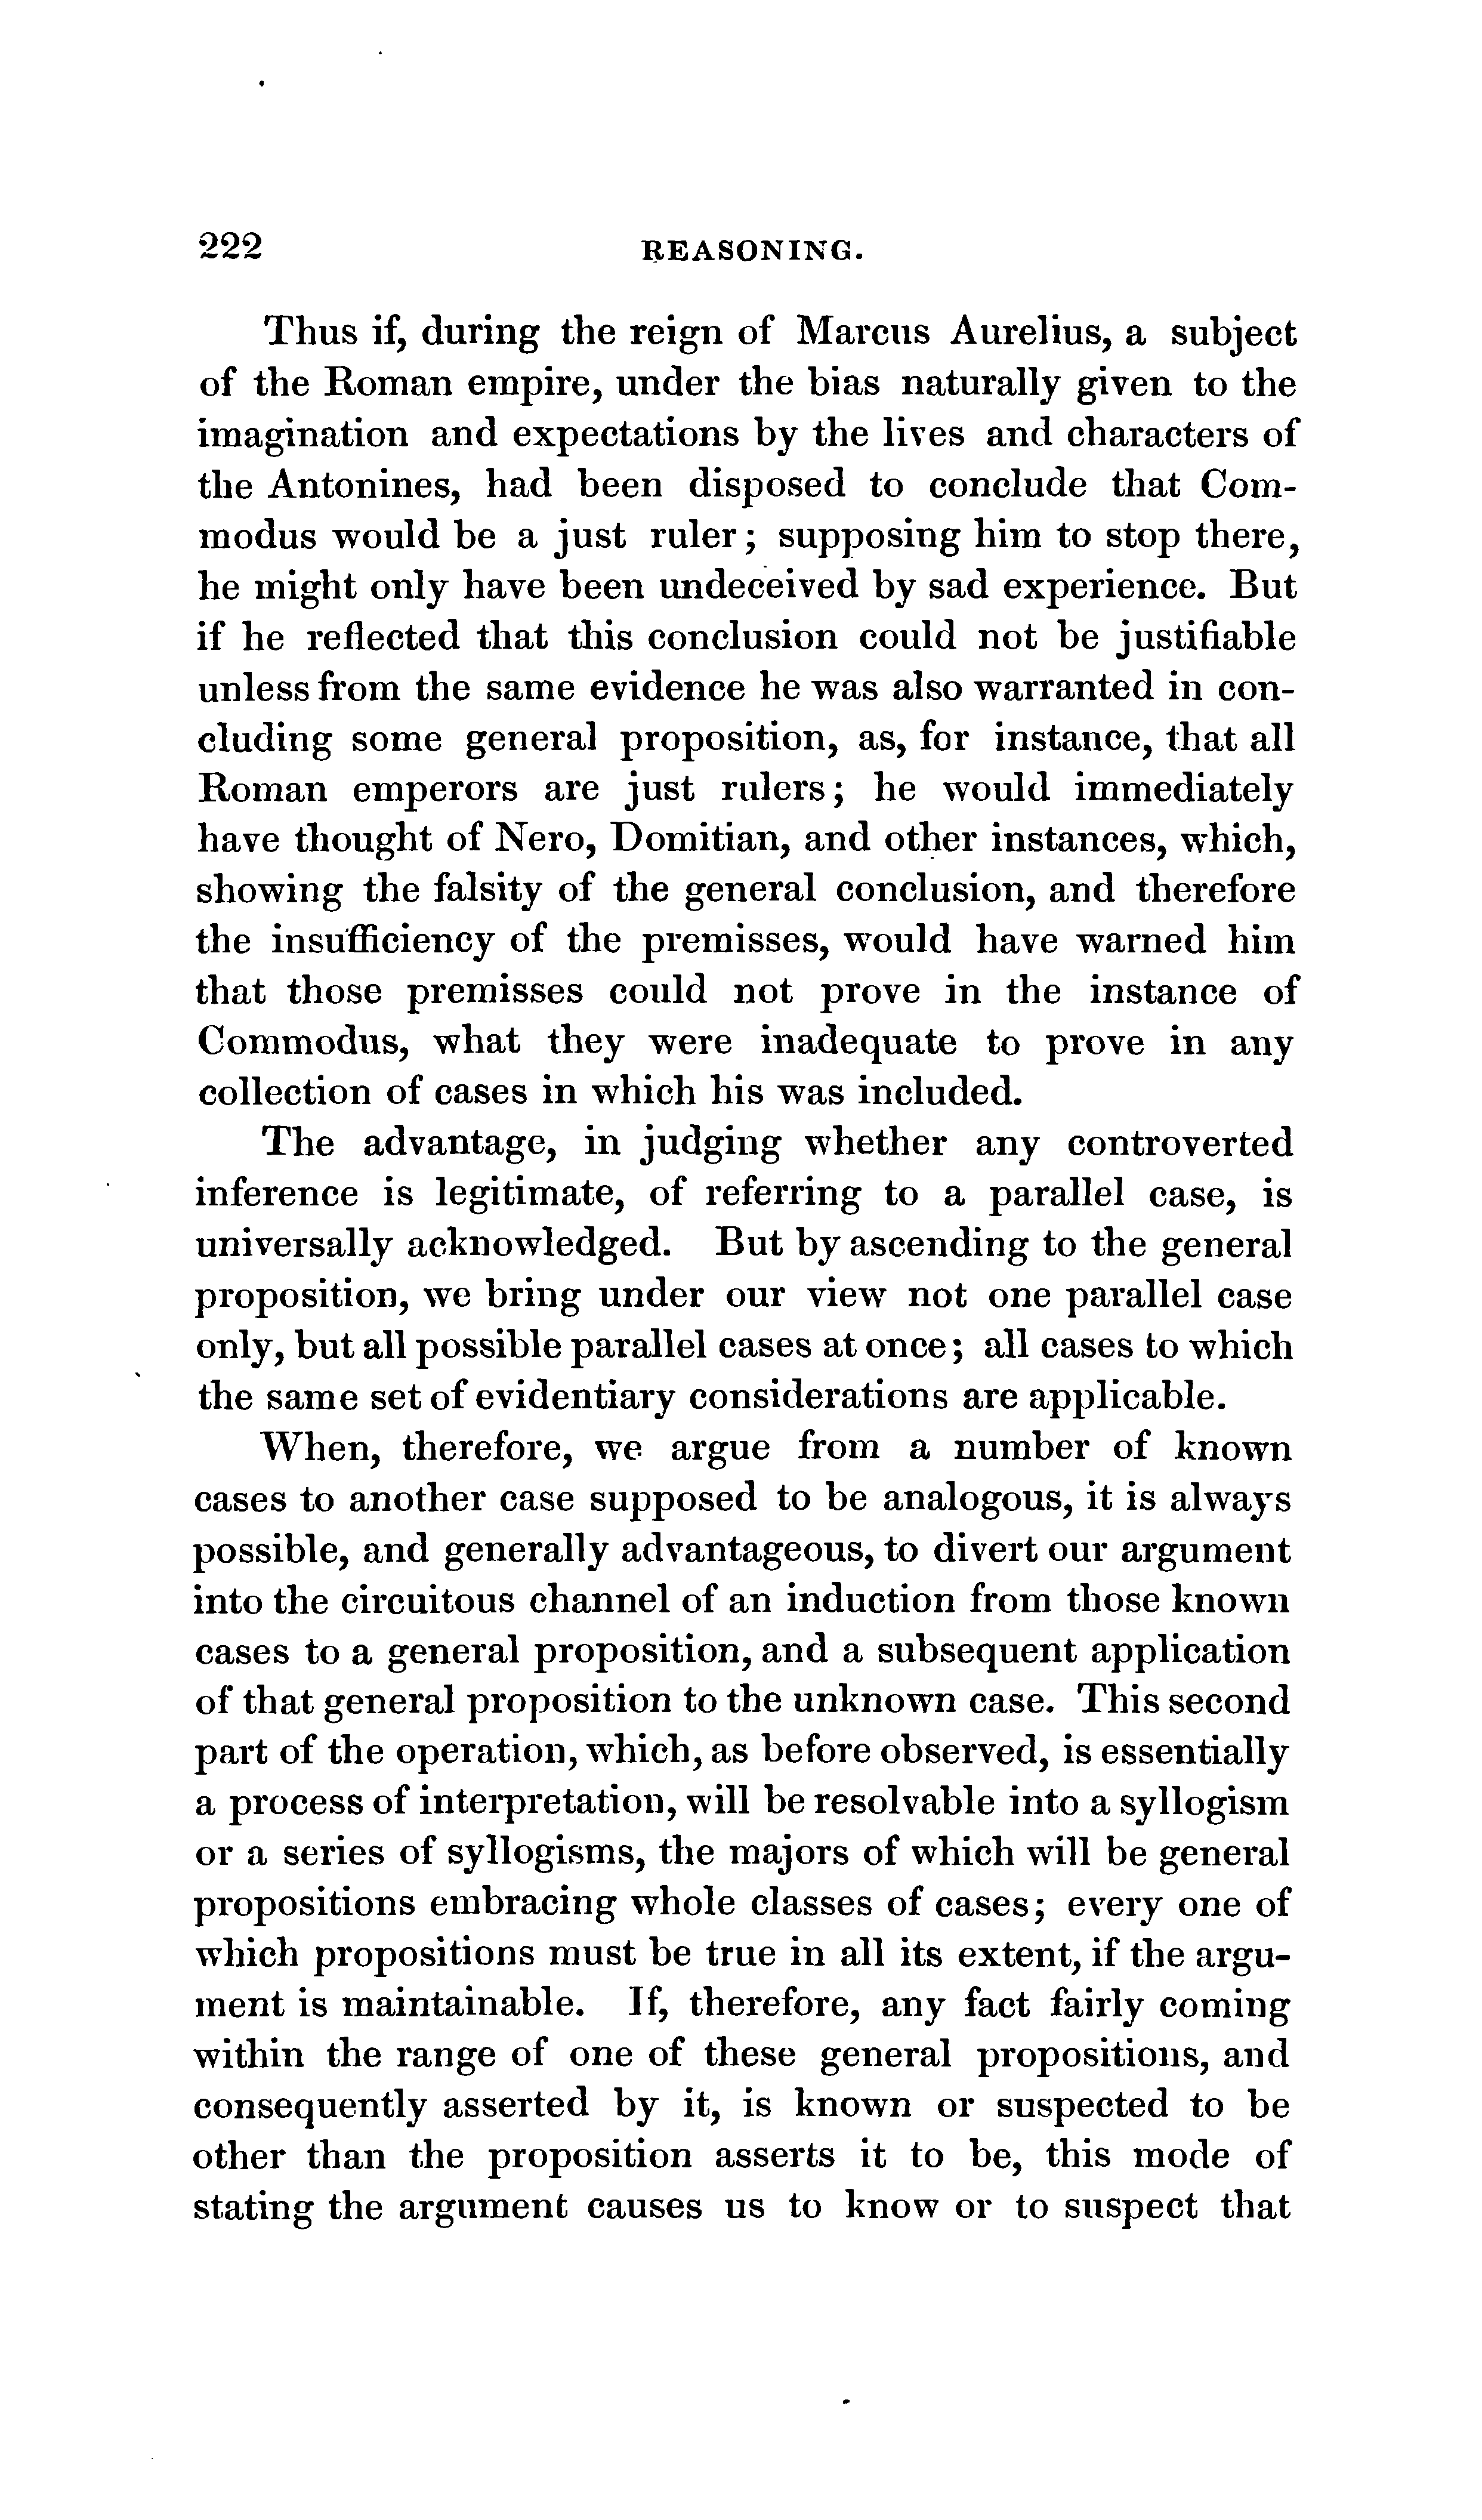 222 REASONING.
Thus if, during the reign of Marcus Aurelius, a subject
of the Roman empire, under the bias naturally given to the
imagination and expectations by the lives and characters of
the Antonines, had been disposed to conclude that Com-
modus would be a just ruler; supposing him to stop there,
he might only have been undeceived by sad experience. But
if he reflected that this conclusion could not be justifiable
unless from the same evidence he was also warranted in con-
cluding some general proposition, as, for instance, that all
Roman emperors are just rulers; he would immediately
have thought of Nero, Domitian, and other instances, which,
showing the falsity of the general conclusion, and therefore
the insufficiency of the premisses, would have warned him
that those premisses could not prove in the instance of
Commodus, what they were inadequate to prove in any
collection of cases in which his was included.
The advantage, in judging whether any controverted
inference is legitimate, of referring to a parallel case, is
universally acknowledged. But by ascending to the general
proposition, we bring under our view not one parallel case
only, but all possible parallel cases at once; all cases to which
the same set of evidentiary considerations are applicable.
When, therefore, we argue from a number of known
cases to another case supposed to be analogous, it is always
possible, and generally advantageous, to divert our argument
into the circuitous channel of an induction from those known
cases to a general proposition, and a subsequent application
of that general proposition to the unknown case. This second
part of the operation, which, as before observed, is essentially
a process of interpretation, will be resolvable into a syllogism
or a series of syllogisms, the majors of which will be general
propositions embracing whole classes of cases; every one of
which propositions must be true in all its extent, if the argu-
ment is maintainable. If, therefore, any fact fairly coming
within the range of one of these general propositions, and
consequently asserted by it, is known or suspected to be
other than the proposition asserts it to be, this mode of
stating the argument causes us to know or to suspect that